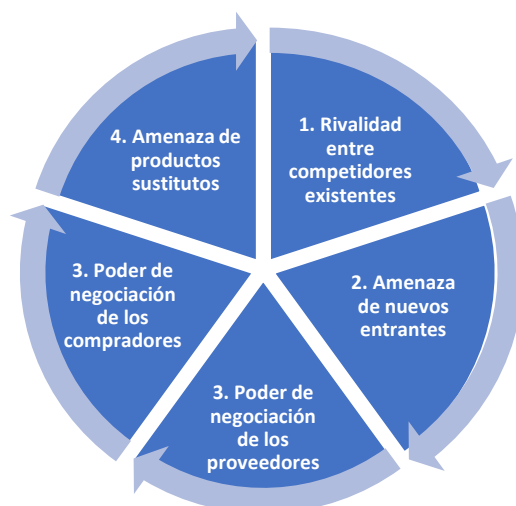 1. Rivalidad
entre
competidores
existentes
2. Amenaza
de nuevos
entrantes
3. Poder de
negociación
de los
proveedores
3. Poder de
negociación
de los
compradores
4. Amenaza de
productos
sustitutos